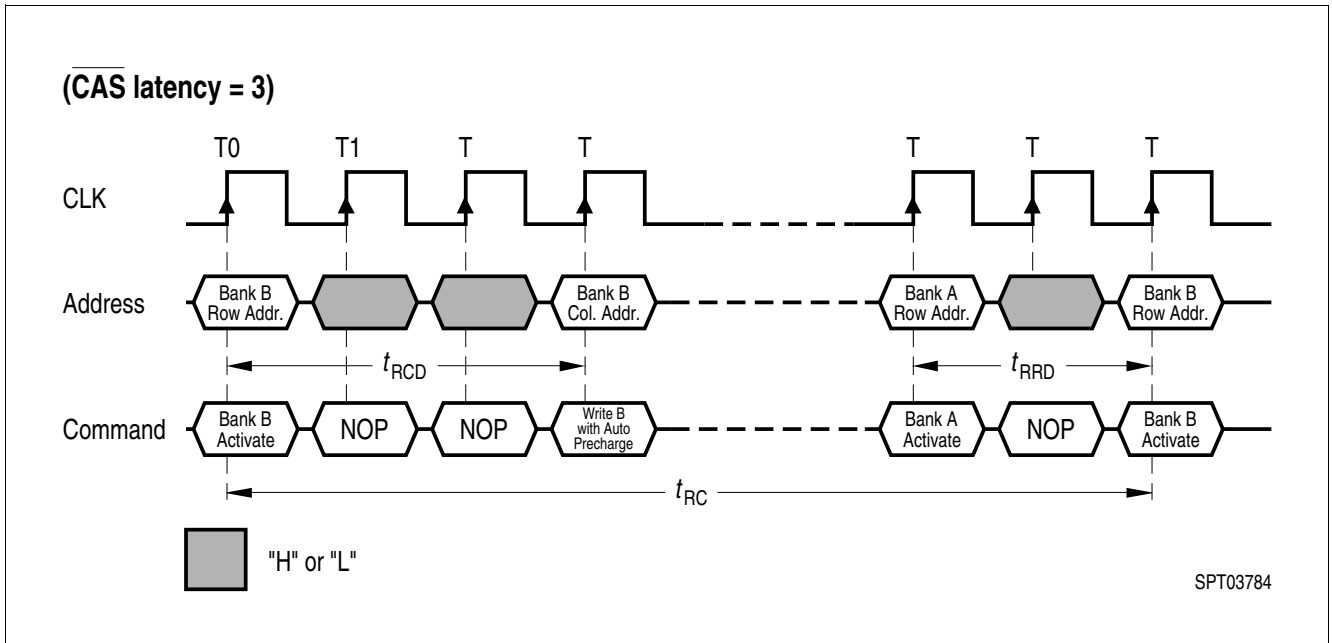 (CAS latency = 3)
T0 T1 T T T T T
CLK
Address
Bank B
Row Addr.
Bank B
Col. Addr.
Bank A
Row Addr.
Bank B
Row Addr.
tRCD
tRRD
Command
Bank B
Activate
NOP
NOP
Write B
with Auto
Precharge
Bank A
Activate
NOP
Bank B
Activate
tRC
"H" or "L"
SPT03784